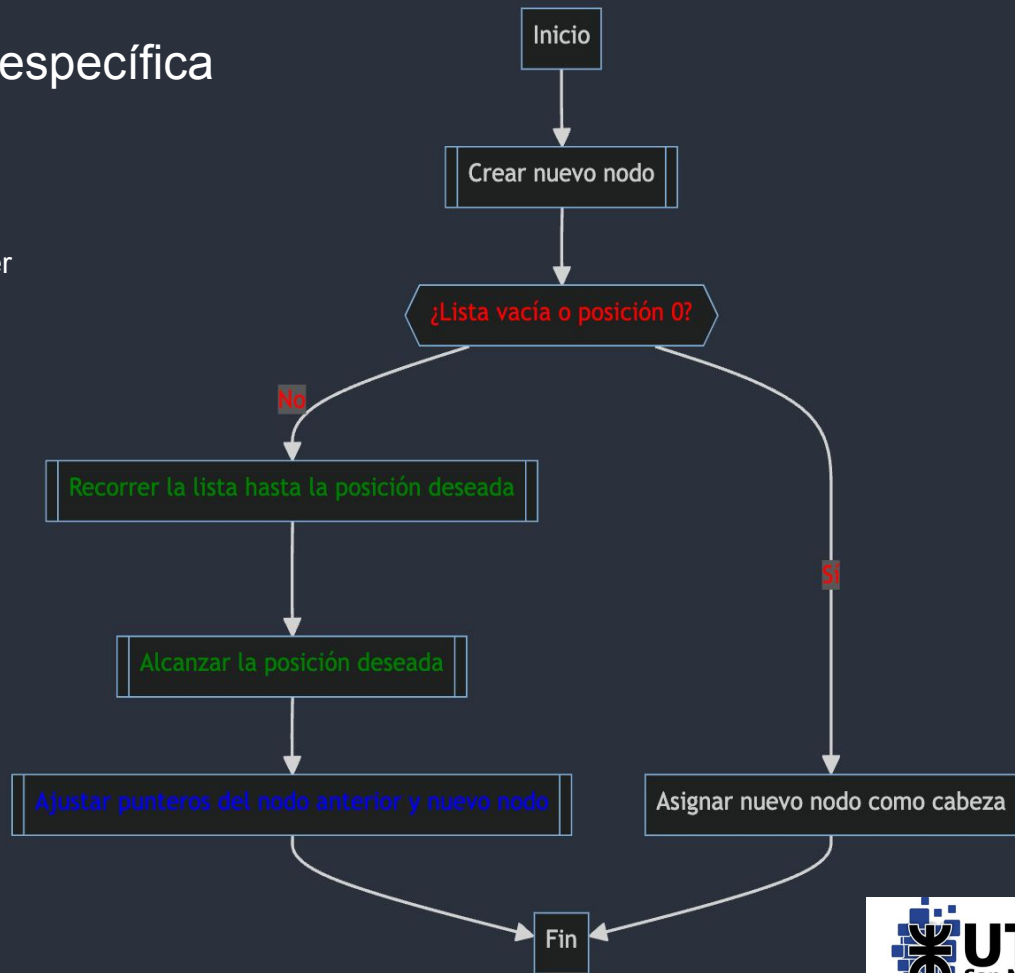 específica
Inicio
Crear nuevo nodo
er
¿Lista vacía o posición 0?
No
Recorrer la lista hasta la posición deseada
Sí
Alcanzar la posición deseada
Ajustar punteros del nodo anterior y nuevo nodo
Asignar nuevo nodo como cabeza
Fin